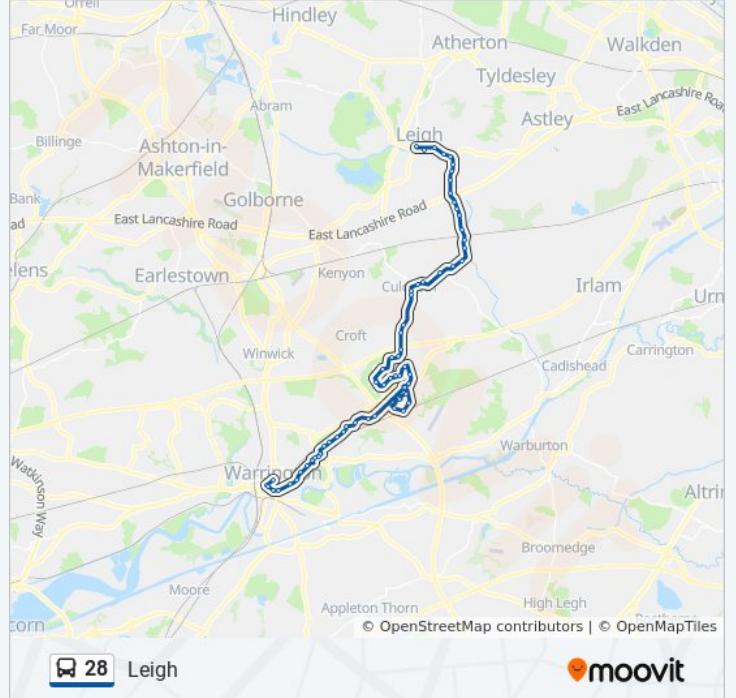 Orrell
Hindley
Far Moor
Atherton
Walkden
Tyldesley
Abram
East Lancashire Roa
Astley
Leigh
Billinge
Ashton-in-
Makerfield
Bank
Golborne
ad
East Lancashire Road
East Lancashire Road
elens
Earlestown
Kenyon
Culc
Irlam
Urm
Croft
Winwick
Cadishead
Carrington
Warburton
Watkinson Way
Warrington
Altrin
Broomedge
Moore
Appleton Thorn
High Legh
corn
© OpenStreetMap contributors | © OpenMapTiles
28 Leigh
moovit